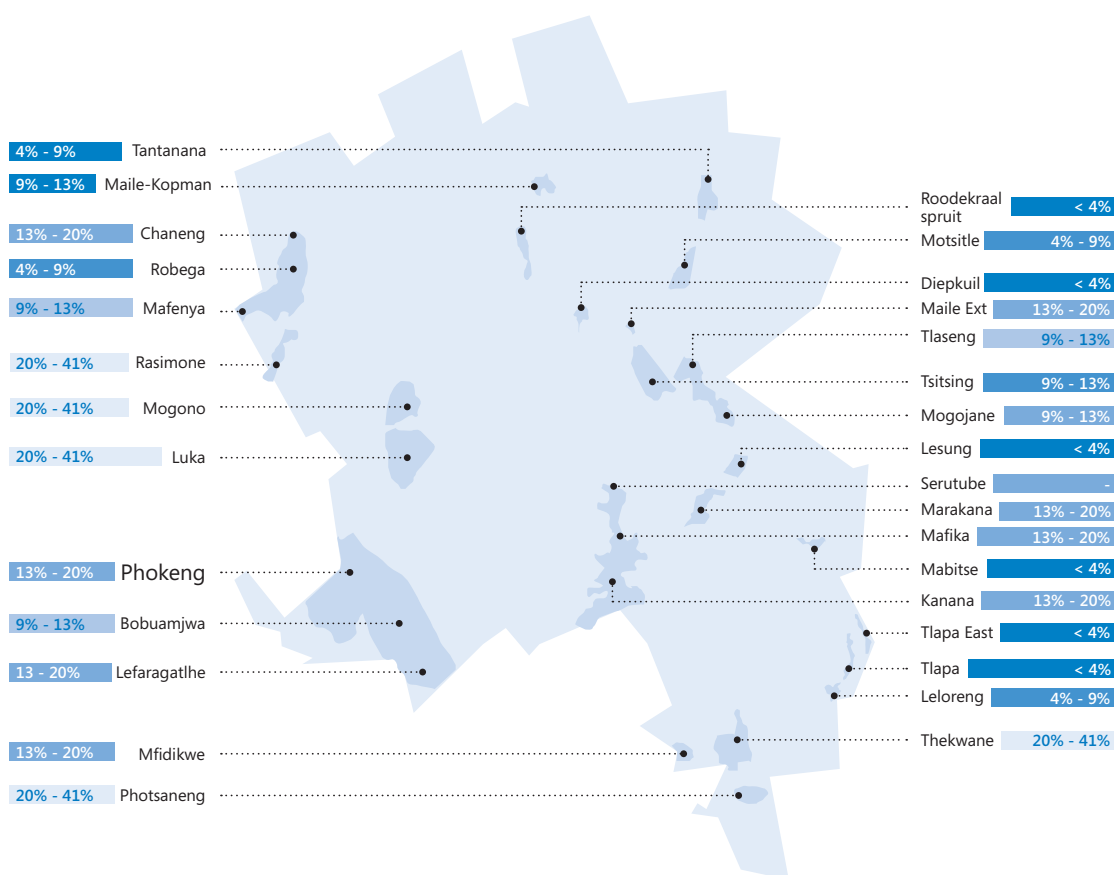 4% - 9% Tantanana
9% - 13% Maile-Kopman
13% - 20% Chaneng
4% - 9% Robega
9% - 13% Mafenya
20% - 41% Rasimone
20% - 41% Mogono
20% - 41% Luka
13% - 20% Phokeng
9% - 13% Bobuamjwa
13 - 20% Lefaragatlhe
13% - 20% Mfidikwe
20% - 41% Photsaneng
Roodekraal
spruit < 4%
Motsitle 4% - 9%
Diepkuil < 4%
Maile Ext 13% - 20%
Tlaseng 9% - 13%
Tsitsing 9% - 13%
Mogojane 9% - 13%
Lesung < 4%
Serutube -
Marakana 13% - 20%
Mafika 13% - 20%
Mabitse < 4%
Kanana 13% - 20%
Tlapa East < 4%
Tlapa < 4%
Leloreng 4% - 9%
Thekwane 20% - 41%